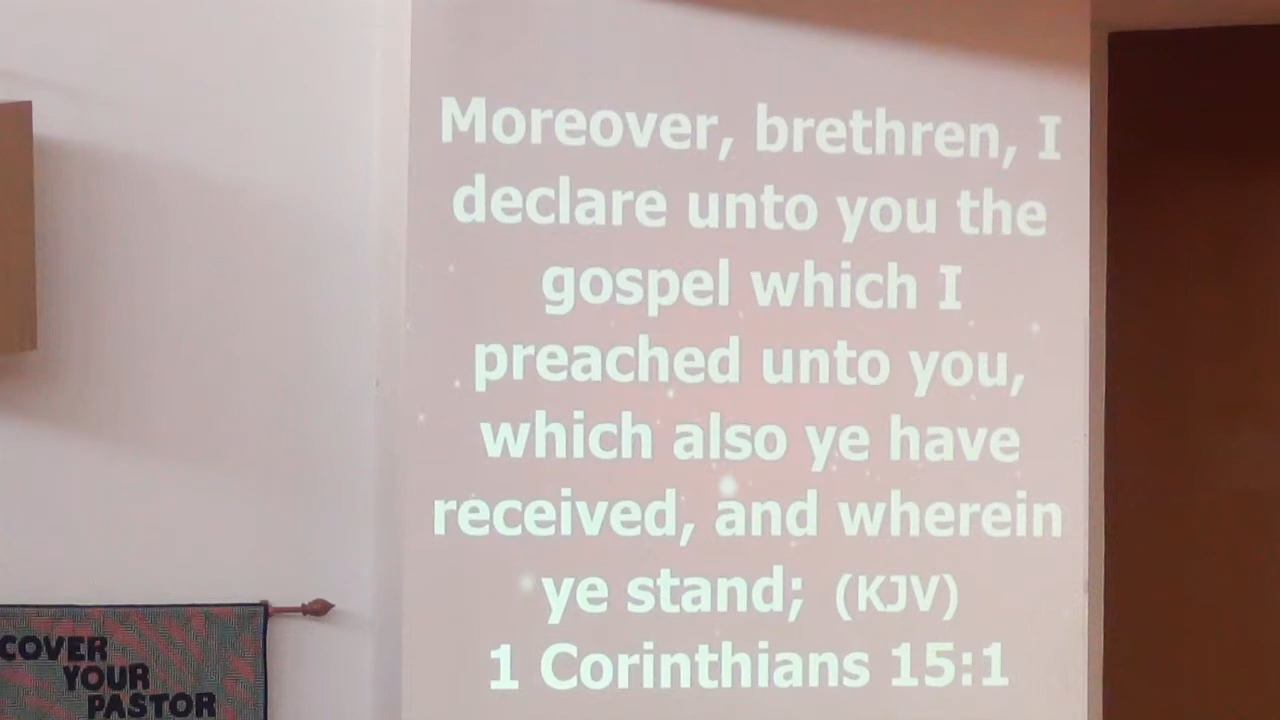 Moreover, brethren, I
declare unto you the
gospel which I
preached unto you,
which also ye have
received, and wherein
ye stand; (KJV)
1 Corinthians 15:1
COVER
YOUR
PASTOR